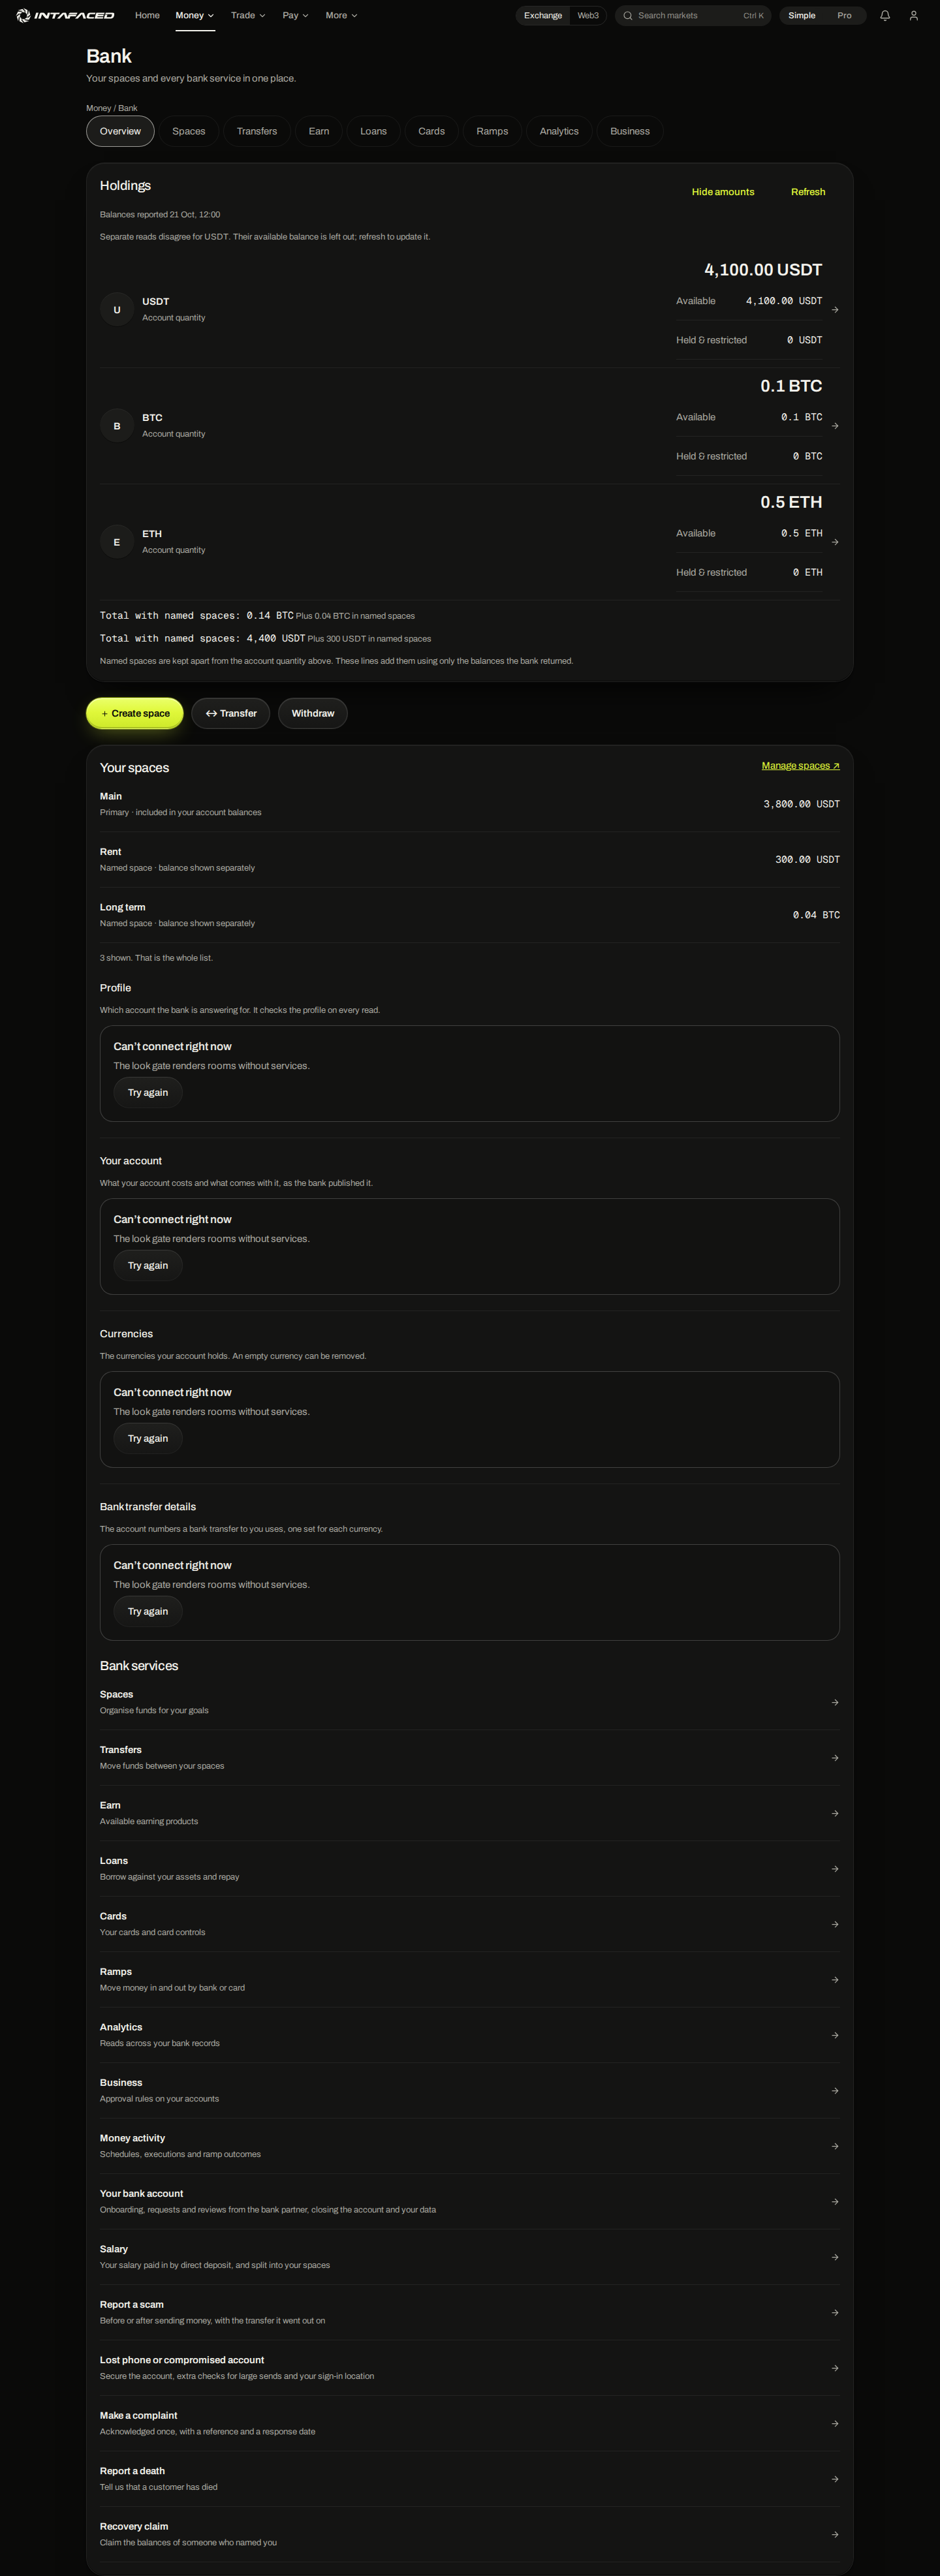 INTAFACED Home Money Trade Pay More Exchange Web3 Search markets Ctrl K Simple Pro
Bank
Your spaces and every bank service in one place.
Money / Bank
Overview Spaces Transfers Earn Loans Cards Ramps Analytics Business
Holdings
Hide amounts Refresh
Balances reported 21 Oct, 12:00
Separate reads disagree for USDT. Their available balance is left out; refresh to update it.
4,100.00 USDT
U USDT
Account quantity
Available 4,100.00 USDT
Held & restricted 0 USDT
0.1 BTC
B BTC
Account quantity
Available 0.1 BTC
Held & restricted 0 BTC
0.5 ETH
E ETH
Account quantity
Available 0.5 ETH
Held & restricted 0 ETH
Total with named spaces: 0.14 BTC Plus 0.04 BTC in named spaces
Total with named spaces: 4,400 USDT Plus 300 USDT in named spaces
Named spaces are kept apart from the account quantity above. These lines add them using only the balances the bank returned.
+ Create space ↔ Transfer Withdraw
Your spaces
Manage spaces ↗
Main
Primary · included in your account balances
3,800.00 USDT
Rent
Named space · balance shown separately
300.00 USDT
Long term
Named space · balance shown separately
0.04 BTC
3 shown. That is the whole list.
Profile
Which account the bank is answering for. It checks the profile on every read.
Can’t connect right now
The look gate renders rooms without services.
Try again
Your account
What your account costs and what comes with it, as the bank published it.
Can’t connect right now
The look gate renders rooms without services.
Try again
Currencies
The currencies your account holds. An empty currency can be removed.
Can’t connect right now
The look gate renders rooms without services.
Try again
Bank transfer details
The account numbers a bank transfer to you uses, one set for each currency.
Can’t connect right now
The look gate renders rooms without services.
Try again
Bank services
Spaces
Organise funds for your goals
Transfers
Move funds between your spaces
Earn
Available earning products
Loans
Borrow against your assets and repay
Cards
Your cards and card controls
Ramps
Move money in and out by bank or card
Analytics
Reads across your bank records
Business
Approval rules on your accounts
Money activity
Schedules, executions and ramp outcomes
Your bank account
Onboarding, requests and reviews from the bank partner, closing the account and your data
Salary
Your salary paid in by direct deposit, and split into your spaces
Report a scam
Before or after sending money, with the transfer it went out on
Lost phone or compromised account
Secure the account, extra checks for large sends and your sign-in location
Make a complaint
Acknowledged once, with a reference and a response date
Report a death
Tell us that a customer has died
Recovery claim
Claim the balances of someone who named you